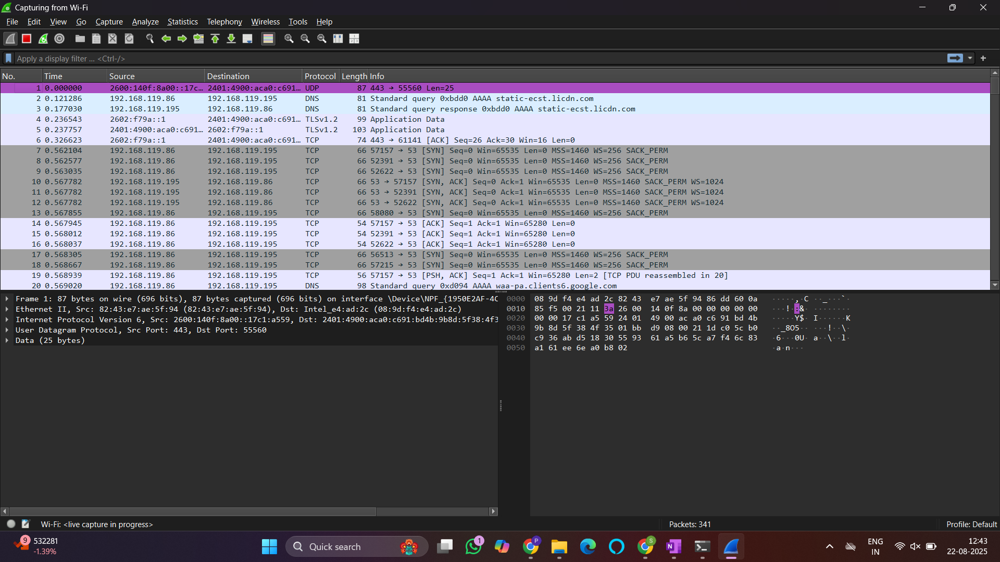 Capturing from Wi-Fi
File Edit View Go Capture Analyze Statistics Telephony Wireless Tools Help
Apply a display filter ... <Ctrl-/>
No. Time Source Destination Protocol Length Info
1 0.000000 2600:140f:8a00::17c… 2401:4900:aca0:c691… UDP 87 443 → 55560 Len=25
2 0.121286 192.168.119.86 192.168.119.195 DNS 81 Standard query 0xbdd0 AAAA static-ecst.licdn.com
3 0.177030 192.168.119.195 192.168.119.86 DNS 81 Standard query response 0xbdd0 AAAA static-ecst.licdn.com
4 0.236543 2602:f79a::1 2401:4900:aca0:c691… TLSv1.2 99 Application Data
5 0.237757 2401:4900:aca0:c691… 2602:f79a::1 TLSv1.2 103 Application Data
6 0.326623 2602:f79a::1 2401:4900:aca0:c691… TCP 74 443 → 61141 [ACK] Seq=26 Ack=30 Win=16 Len=0
7 0.562104 192.168.119.86 192.168.119.195 TCP 66 57157 → 53 [SYN] Seq=0 Win=65535 Len=0 MSS=1460 WS=256 SACK_PERM
8 0.562577 192.168.119.86 192.168.119.195 TCP 66 52391 → 53 [SYN] Seq=0 Win=65535 Len=0 MSS=1460 WS=256 SACK_PERM
9 0.563035 192.168.119.86 192.168.119.195 TCP 66 52622 → 53 [SYN] Seq=0 Win=65535 Len=0 MSS=1460 WS=256 SACK_PERM
10 0.567782 192.168.119.195 192.168.119.86 TCP 66 53 → 57157 [SYN, ACK] Seq=0 Ack=1 Win=65535 Len=0 MSS=1460 SACK_PERM WS=1024
11 0.567782 192.168.119.195 192.168.119.86 TCP 66 53 → 52391 [SYN, ACK] Seq=0 Ack=1 Win=65535 Len=0 MSS=1460 SACK_PERM WS=1024
12 0.567782 192.168.119.195 192.168.119.86 TCP 66 53 → 52622 [SYN, ACK] Seq=0 Ack=1 Win=65535 Len=0 MSS=1460 SACK_PERM WS=1024
13 0.567855 192.168.119.86 192.168.119.195 TCP 66 58080 → 53 [SYN] Seq=0 Win=65535 Len=0 MSS=1460 WS=256 SACK_PERM
14 0.567945 192.168.119.86 192.168.119.195 TCP 54 57157 → 53 [ACK] Seq=1 Ack=1 Win=65280 Len=0
15 0.568012 192.168.119.86 192.168.119.195 TCP 54 52391 → 53 [ACK] Seq=1 Ack=1 Win=65280 Len=0
16 0.568037 192.168.119.86 192.168.119.195 TCP 54 52622 → 53 [ACK] Seq=1 Ack=1 Win=65280 Len=0
17 0.568305 192.168.119.86 192.168.119.195 TCP 66 56513 → 53 [SYN] Seq=0 Win=65535 Len=0 MSS=1460 WS=256 SACK_PERM
18 0.568667 192.168.119.86 192.168.119.195 TCP 66 57215 → 53 [SYN] Seq=0 Win=65535 Len=0 MSS=1460 WS=256 SACK_PERM
19 0.568939 192.168.119.86 192.168.119.195 TCP 56 57157 → 53 [PSH, ACK] Seq=1 Ack=1 Win=65280 Len=2 [TCP PDU reassembled in 20]
20 0.569020 192.168.119.86 192.168.119.195 DNS 98 Standard query 0xd094 AAAA waa-pa.clients6.google.com
Frame 1: 87 bytes on wire (696 bits), 87 bytes captured (696 bits) on interface \Device\NPF_{1950E2AF-4C
Ethernet II, Src: 82:43:e7:ae:5f:94 (82:43:e7:ae:5f:94), Dst: Intel_e4:ad:2c (08:9d:f4:e4:ad:2c)
Internet Protocol Version 6, Src: 2600:140f:8a00::17c1:a559, Dst: 2401:4900:aca0:c691:bd4b:9b8d:5f38:4f3
User Datagram Protocol, Src Port: 443, Dst Port: 55560
Data (25 bytes)
0000 08 9d f4 e4 ad 2c 82 43 e7 ae 5f 94 86 dd 60 0a ·····,·C ··_···`·
0010 85 f5 00 21 11 3a 26 00 14 0f 8a 00 00 00 00 00 ···!·:&· ········
0020 00 00 17 c1 a5 59 24 01 49 00 ac a0 c6 91 bd 4b ·····Y$· I······K
0030 9b 8d 5f 38 4f 35 01 bb d9 08 00 21 1d c0 5c b0 ··_8O5·· ···!··\·
0040 c9 36 ab d5 18 30 55 93 61 a5 b6 5c a7 f4 6c 83 ·6···0U· a··\··l·
0050 a1 61 ee 6e a0 b8 02 ·a·n···
Wi-Fi: <live capture in progress> Packets: 341 Profile: Default
9 532281
-1.39%
Quick search
1
P
S
N
ENG
IN
12:43
22-08-2025